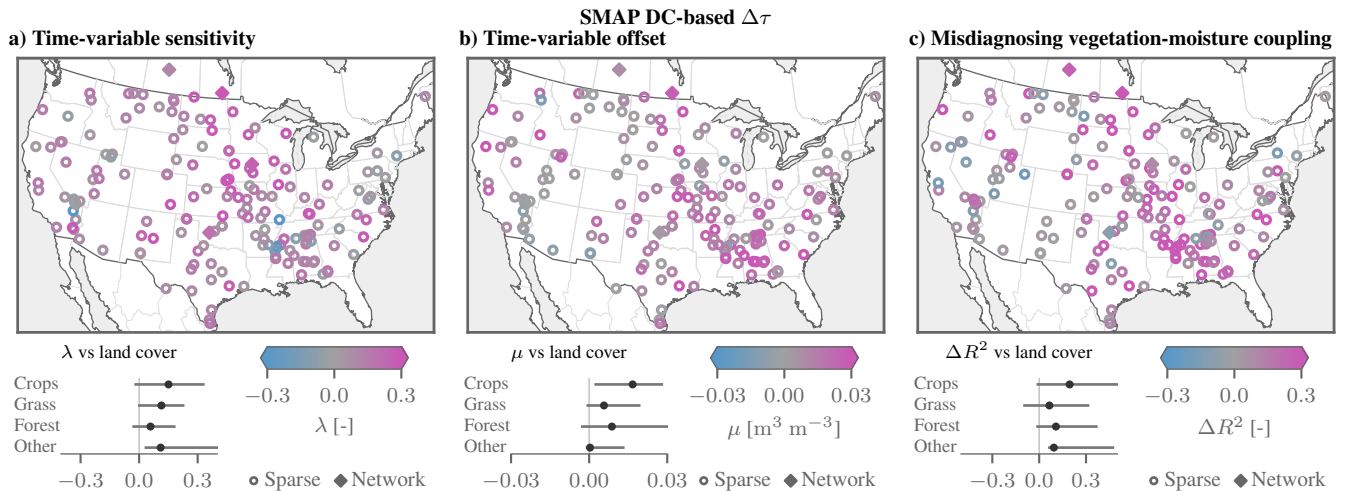 SMAP DC-based Δτ
a) Time-variable sensitivity
b) Time-variable offset
c) Misdiagnosing vegetation-moisture coupling
λ vs land cover
Crops
Grass
Forest
Other
−0.3 0.0 0.3
−0.3 0.0 0.3
λ [-]
Sparse Network
μ vs land cover
Crops
Grass
Forest
Other
−0.03 0.00 0.03
−0.03 0.00 0.03
μ [m³ m⁻³]
Sparse Network
ΔR² vs land cover
Crops
Grass
Forest
Other
−0.3 0.0 0.3
−0.3 0.0 0.3
ΔR² [-]
Sparse Network